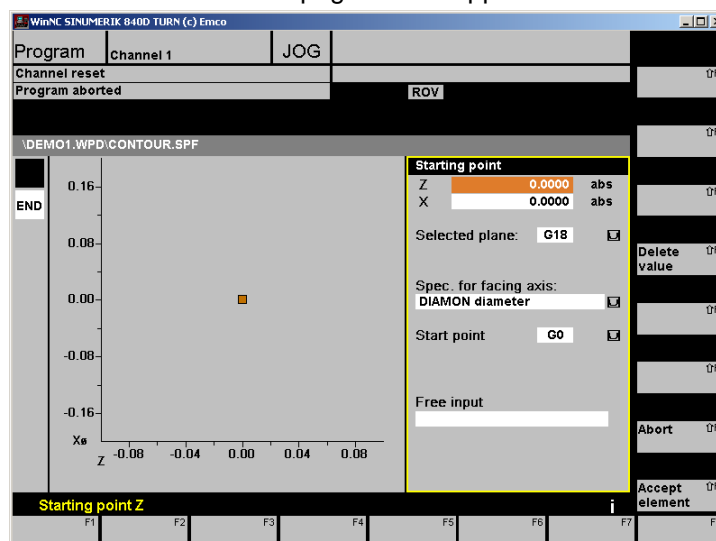 WinNC SINUMERIK 840D TURN (c) Emco
Program
Channel 1
JOG
Channel reset
Program aborted
ROV
\DEMO1.WPD\CONTOUR.SPF
END
0.16
0.08
0.00
-0.08
-0.16
Xø
Z
-0.08 -0.04 0.00 0.04 0.08
Starting point
Z 0.0000 abs
X 0.0000 abs
Selected plane: G18
Spec. for facing axis:
DIAMON diameter
Start point G0
Free input
Delete
value
Abort
Accept
element
Starting point Z
i
F1 F2 F3 F4 F5 F6 F7